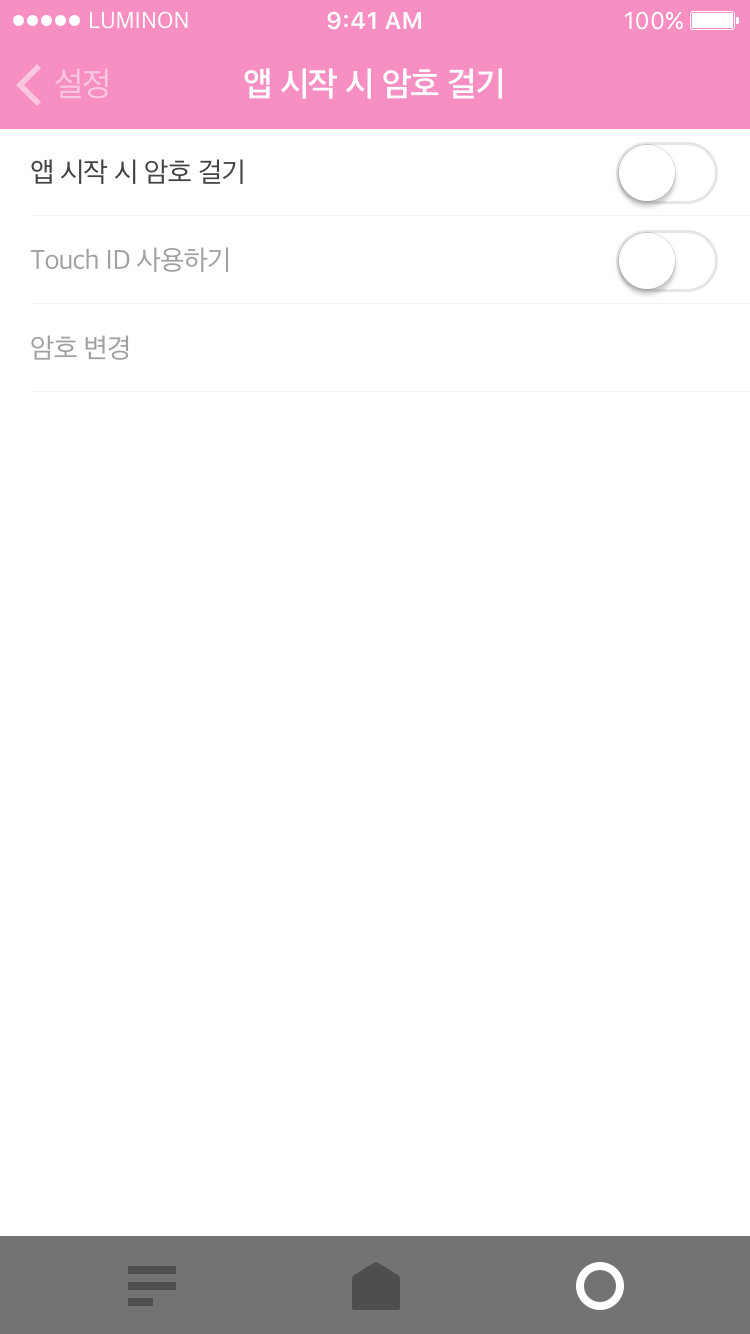 LUMINON 9:41 AM 100%
설정 앱 시작 시 암호 걸기
앱 시작 시 암호 걸기
Touch ID 사용하기
암호 변경